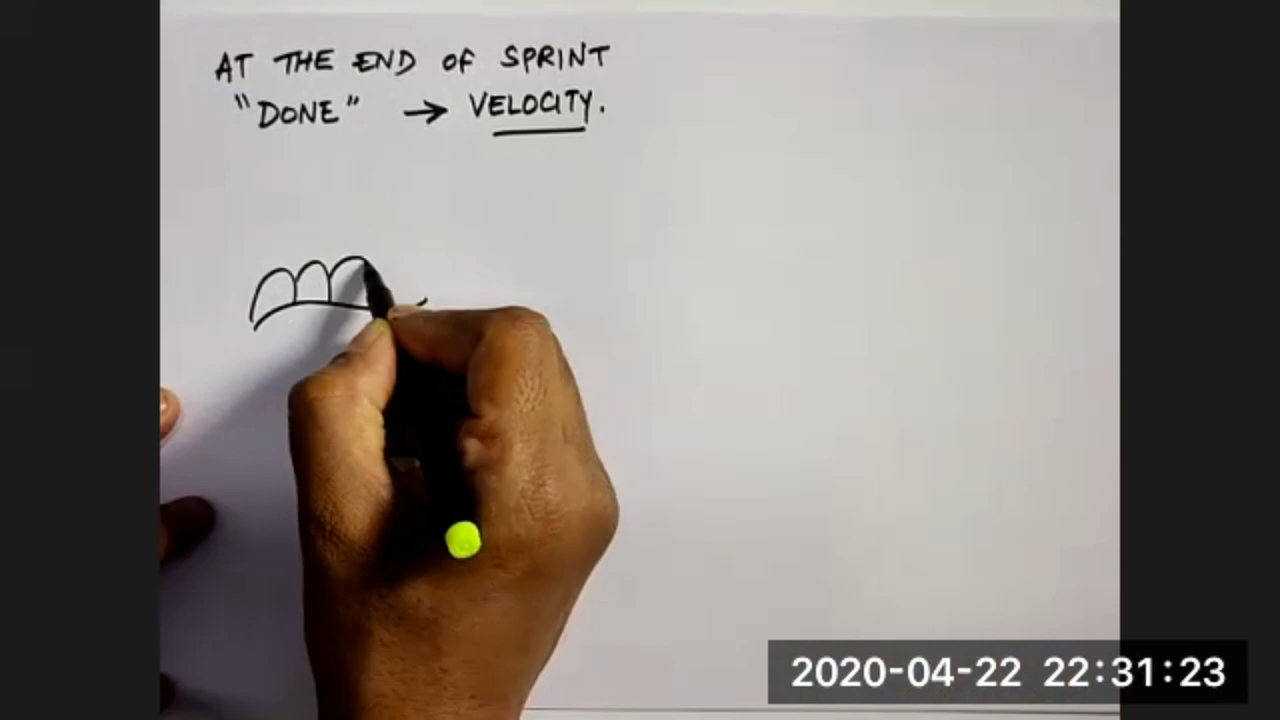 AT THE END OF SPRINT
"DONE" → VELOCITY.
2020-04-22 22:31:23